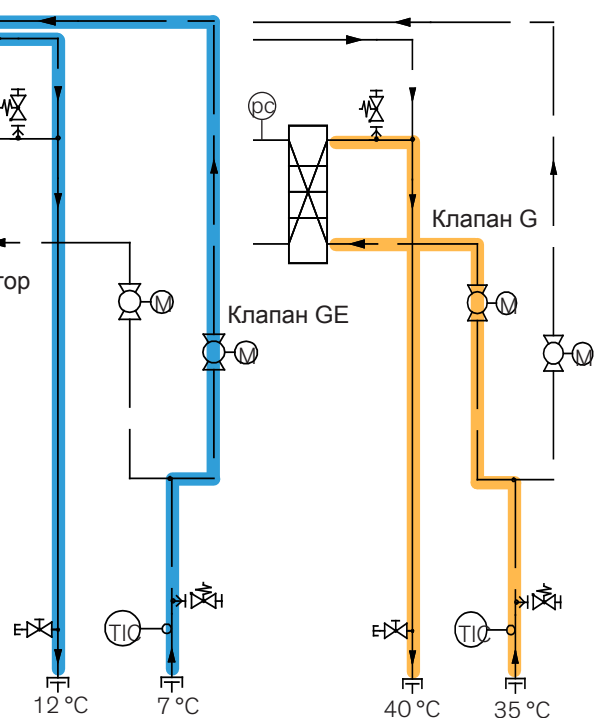 pc
Клапан G
тор
M
M
Клапан GE
M
M
TIC
TIC
12 °C
7 °C
40 °C
35 °C